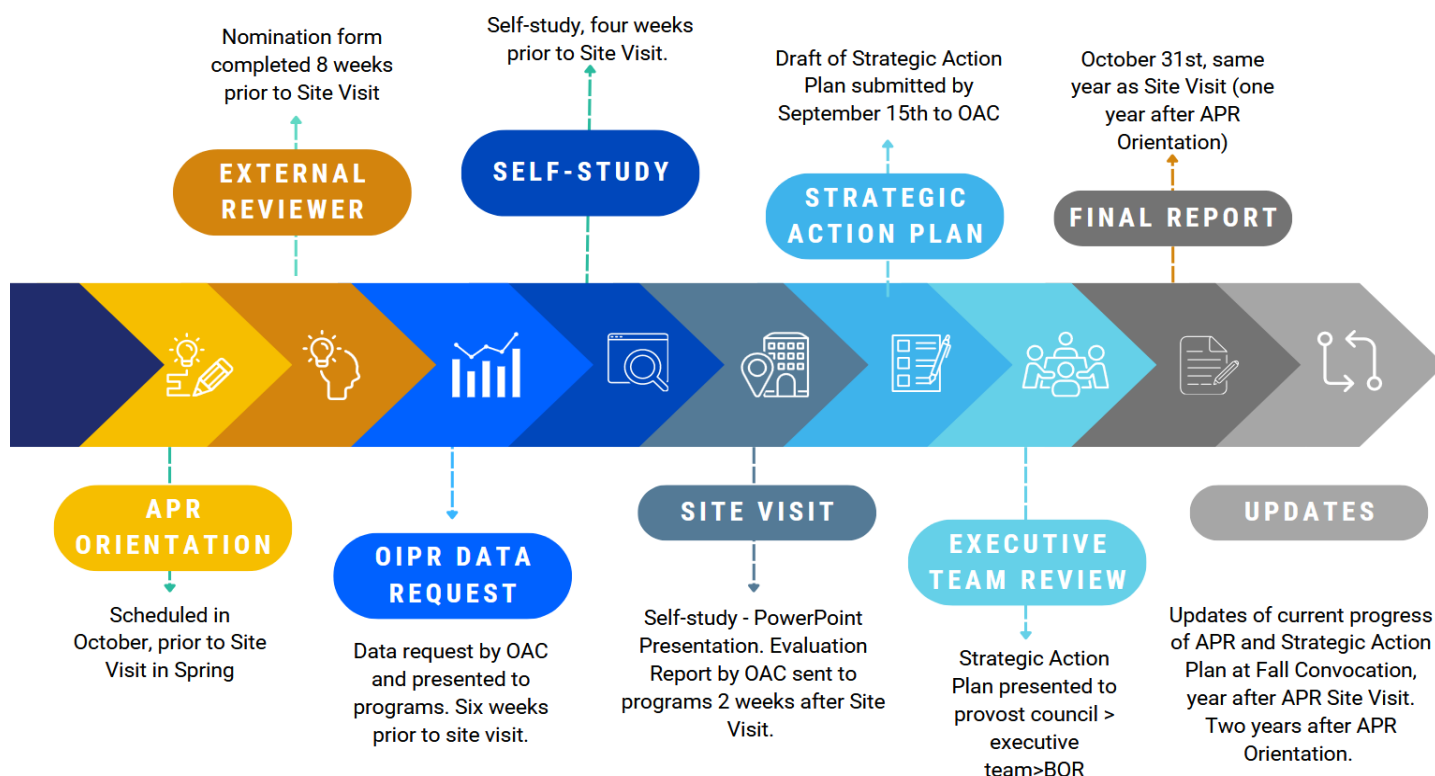 Nomination form
completed 8 weeks
prior to Site Visit
EXTERNAL
REVIEWER
Self-study, four weeks
prior to Site Visit.
SELF-STUDY
Draft of Strategic Action
Plan submitted by
September 15th to OAC
STRATEGIC
ACTION PLAN
October 31st, same
year as Site Visit (one
year after APR
Orientation)
FINAL REPORT
APR
ORIENTATION
Scheduled in
October, prior to Site
Visit in Spring
OIPR DATA
REQUEST
Data request by OAC
and presented to
programs. Six weeks
prior to site visit.
SITE VISIT
Self-study - PowerPoint
Presentation. Evaluation
Report by OAC sent to
programs 2 weeks after Site
Visit.
EXECUTIVE
TEAM REVIEW
Strategic Action
Plan presented to
provost council >
executive
team>BOR
UPDATES
Updates of current progress
of APR and Strategic Action
Plan at Fall Convocation,
year after APR Site Visit.
Two years after APR
Orientation.